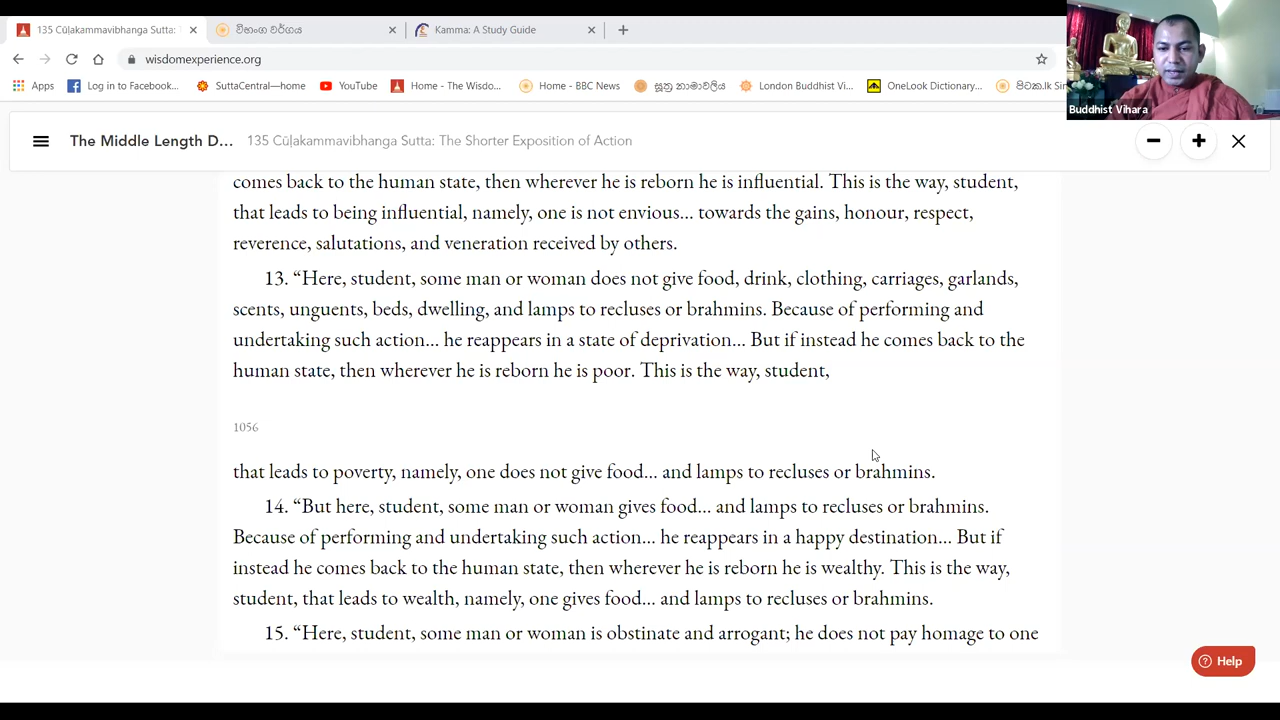 135 Cūḷakammavibhanga Sutta:
විභංග වර්ගය
Kamma: A Study Guide
wisdomexperience.org
Apps
Log in to Facebook...
SuttaCentral—home
YouTube
Home - The Wisdo...
Home - BBC News
සූත්‍ර නාමාවලිය
London Buddhist Vi...
OneLook Dictionary...
පිටක.lk Sin
Buddhist Vihara
The Middle Length D...
135 Cūḷakammavibhanga Sutta: The Shorter Exposition of Action
comes back to the human state, then wherever he is reborn he is influential. This is the way, student,
that leads to being influential, namely, one is not envious... towards the gains, honour, respect,
reverence, salutations, and veneration received by others.
13. “Here, student, some man or woman does not give food, drink, clothing, carriages, garlands,
scents, unguents, beds, dwelling, and lamps to recluses or brahmins. Because of performing and
undertaking such action... he reappears in a state of deprivation... But if instead he comes back to the
human state, then wherever he is reborn he is poor. This is the way, student,
1056
that leads to poverty, namely, one does not give food... and lamps to recluses or brahmins.
14. “But here, student, some man or woman gives food... and lamps to recluses or brahmins.
Because of performing and undertaking such action... he reappears in a happy destination... But if
instead he comes back to the human state, then wherever he is reborn he is wealthy. This is the way,
student, that leads to wealth, namely, one gives food... and lamps to recluses or brahmins.
15. “Here, student, some man or woman is obstinate and arrogant; he does not pay homage to one
Help